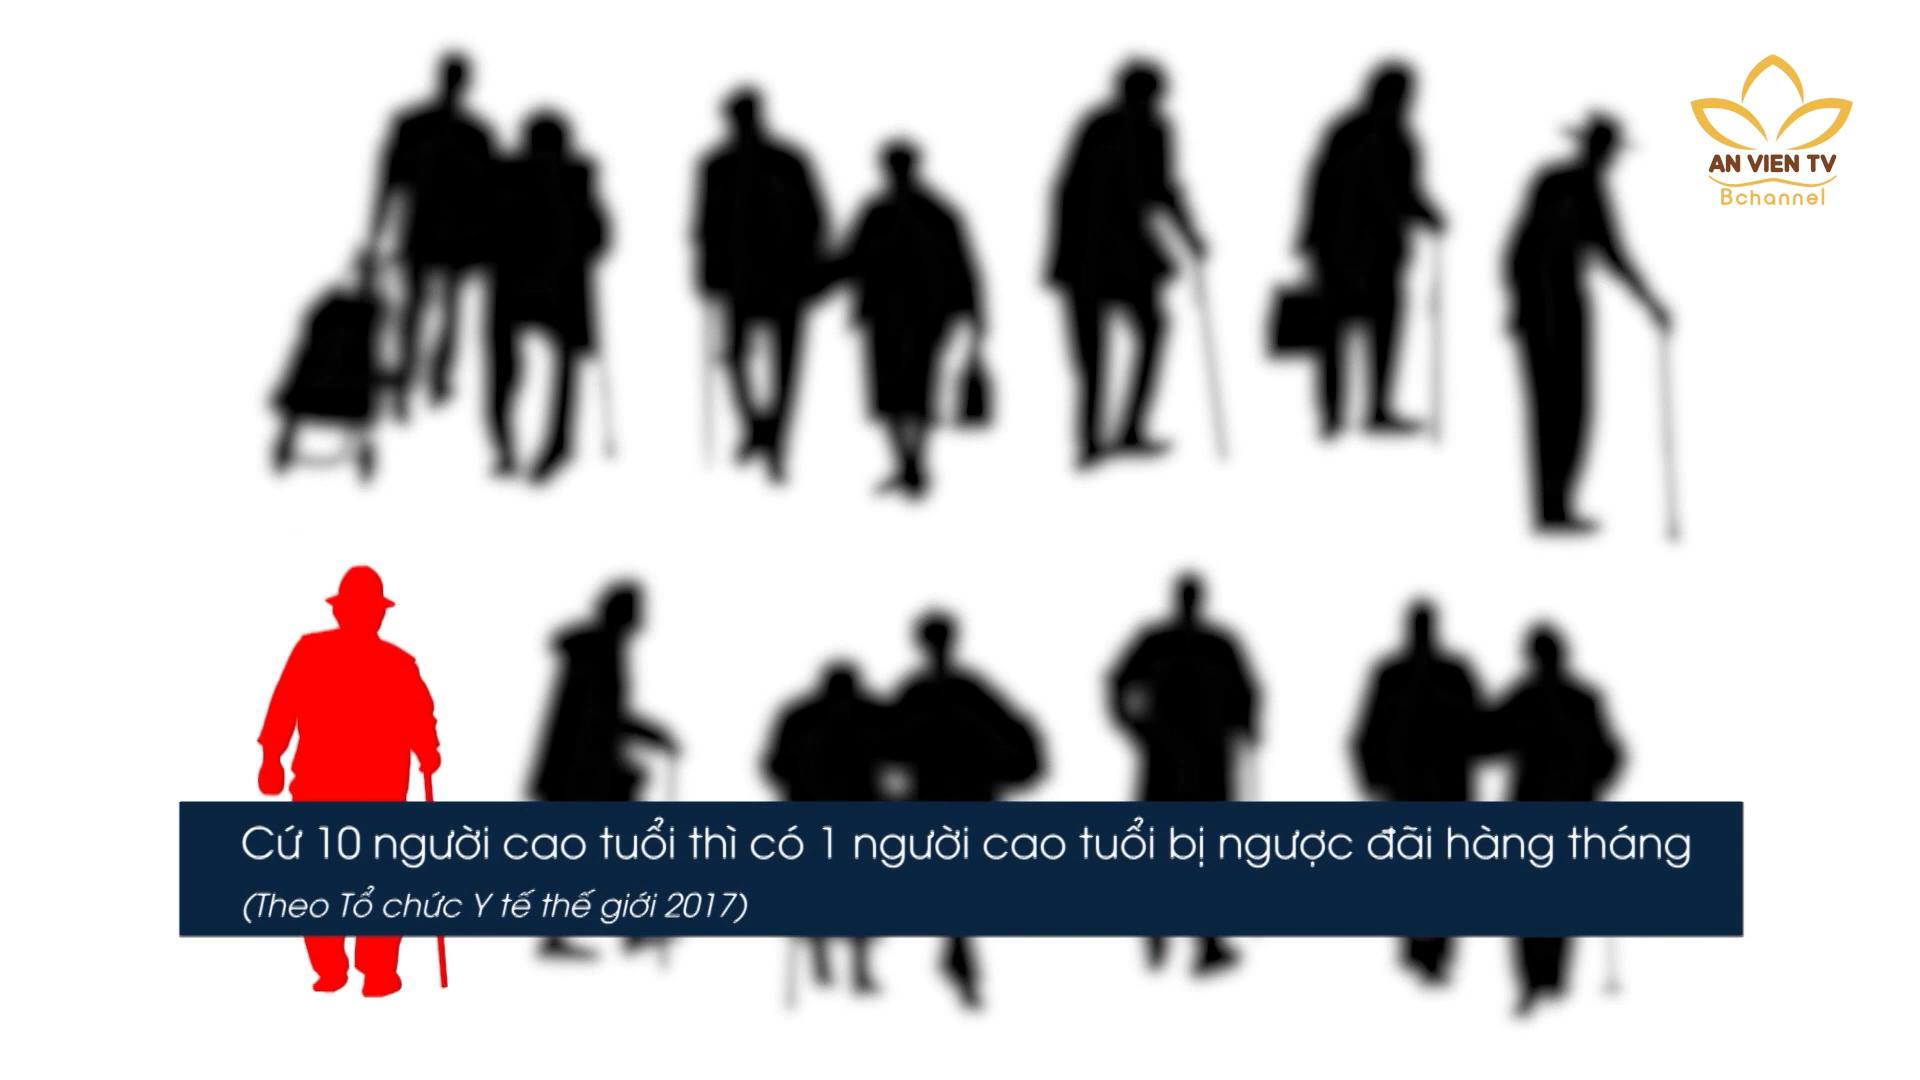 AN VIEN TV
Bchannel
Cứ 10 người cao tuổi thì có 1 người cao tuổi bị ngược đãi hàng tháng
(Theo Tổ chức Y tế thế giới 2017)